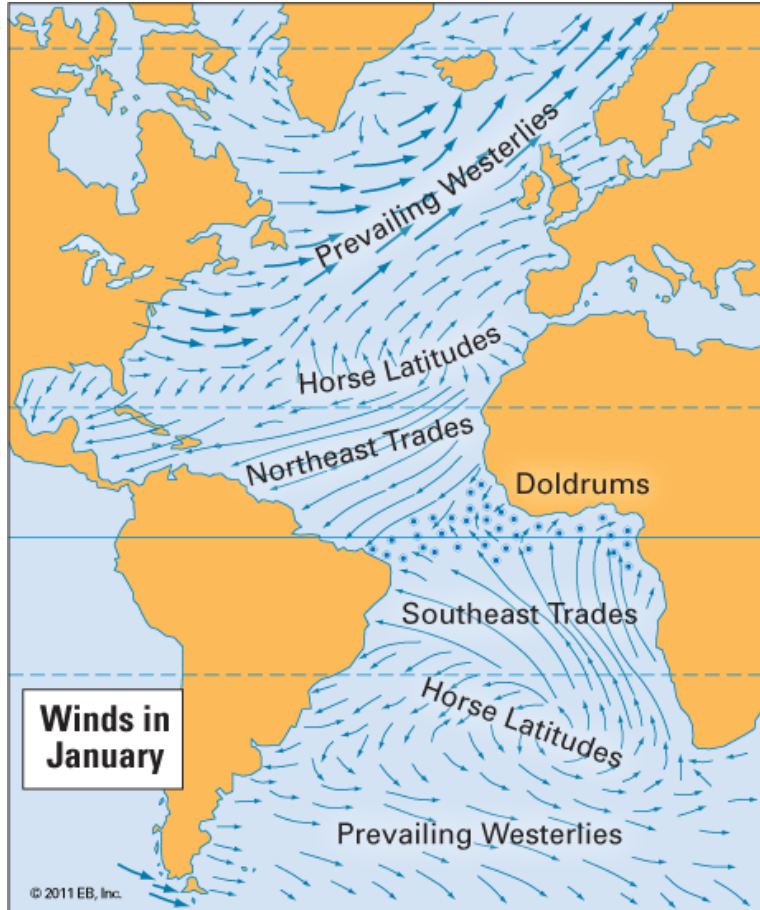 Prevailing Westerlies
Horse Latitudes
Northeast Trades
Doldrums
Southeast Trades
Horse Latitudes
Winds in
January
Prevailing Westerlies
© 2011 EB, Inc.